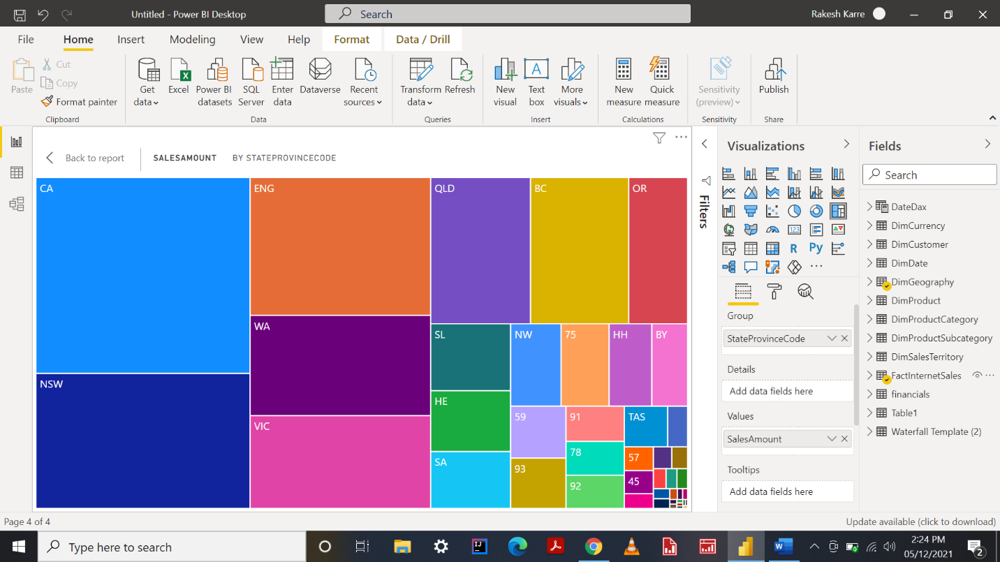 Untitled - Power BI Desktop
Search
Rakesh Karre
File Home Insert Modeling View Help Format Data / Drill
Paste
Cut
Copy
Format painter
Clipboard
Get data
Excel
Power BI datasets
SQL Server
Enter data
Dataverse
Recent sources
Data
Transform data
Refresh
Queries
New visual
Text box
A
More visuals
Insert
New measure
Quick measure
Calculations
Sensitivity (preview)
Sensitivity
Publish
Share
Back to report
SALESAMOUNT
BY STATEPROVINCECODE
CA
ENG
QLD
BC
OR
WA
SL
NW
75
HH
BY
NSW
HE
59
91
TAS
VIC
SA
78
57
93
92
45
Filters
Visualizations
123
R
Py
Group
StateProvinceCode
Details
Add data fields here
Values
SalesAmount
Tooltips
Add data fields here
Fields
Search
DateDax
DimCurrency
DimCustomer
DimDate
DimGeography
DimProduct
DimProductCategory
DimProductSubcategory
DimSalesTerritory
FactInternetSales
financials
Table1
Waterfall Template (2)
Page 4 of 4
Update available (click to download)
Type here to search
IJ
W
2:24 PM
05/12/2021
2